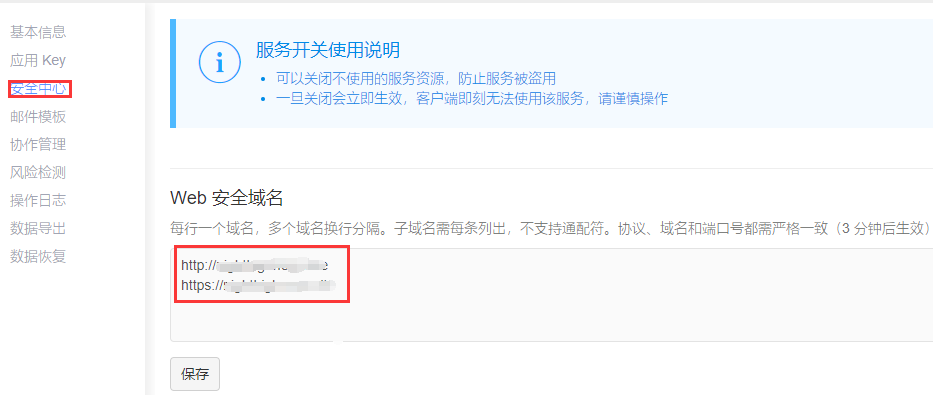 基本信息
应用 Key
安全中心
邮件模板
协作管理
风险检测
操作日志
数据导出
数据恢复
服务开关使用说明
可以关闭不使用的服务资源，防止服务被盗用
一旦关闭会立即生效，客户端即刻无法使用该服务，请谨慎操作
Web 安全域名
每行一个域名，多个域名换行分隔。子域名需每条列出，不支持通配符。协议、域名和端口号都需严格一致（3 分钟后生效）
http://
https://
保存